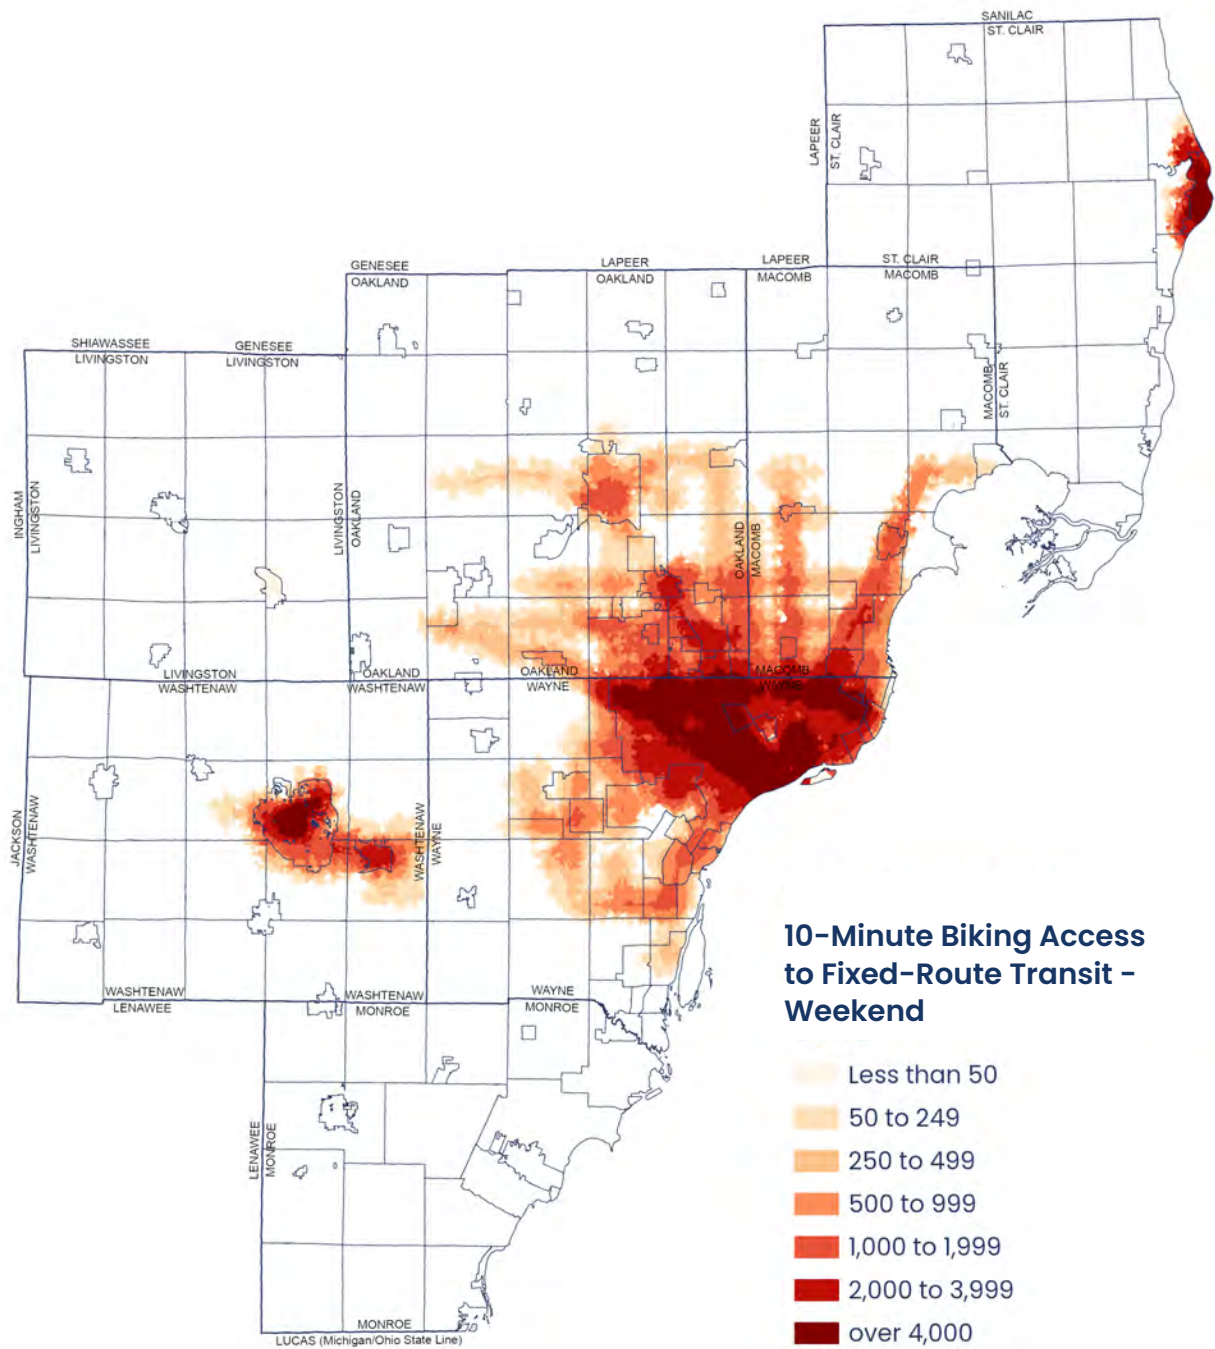 SANILAC
ST. CLAIR
LAPEER
ST. CLAIR
GENESEE
OAKLAND
LAPEER
OAKLAND
LAPEER
MACOMB
ST. CLAIR
MACOMB
SHIAWASSEE
LIVINGSTON
GENESEE
LIVINGSTON
MACOMB
ST. CLAIR
INGHAM
LIVINGSTON
LIVINGSTON
OAKLAND
OAKLAND
MACOMB
LIVINGSTON
WASHTENAW
OAKLAND
WASHTENAW
OAKLAND
WAYNE
MACOMB
WAYNE
JACKSON
WASHTENAW
WASHTENAW
WAYNE
WASHTENAW
LENAWEE
WASHTENAW
MONROE
WAYNE
MONROE
LENAWEE
MONROE
MONROE
LUCAS (Michigan/Ohio State Line)
10-Minute Biking Access
to Fixed-Route Transit -
Weekend
Less than 50
50 to 249
250 to 499
500 to 999
1,000 to 1,999
2,000 to 3,999
over 4,000